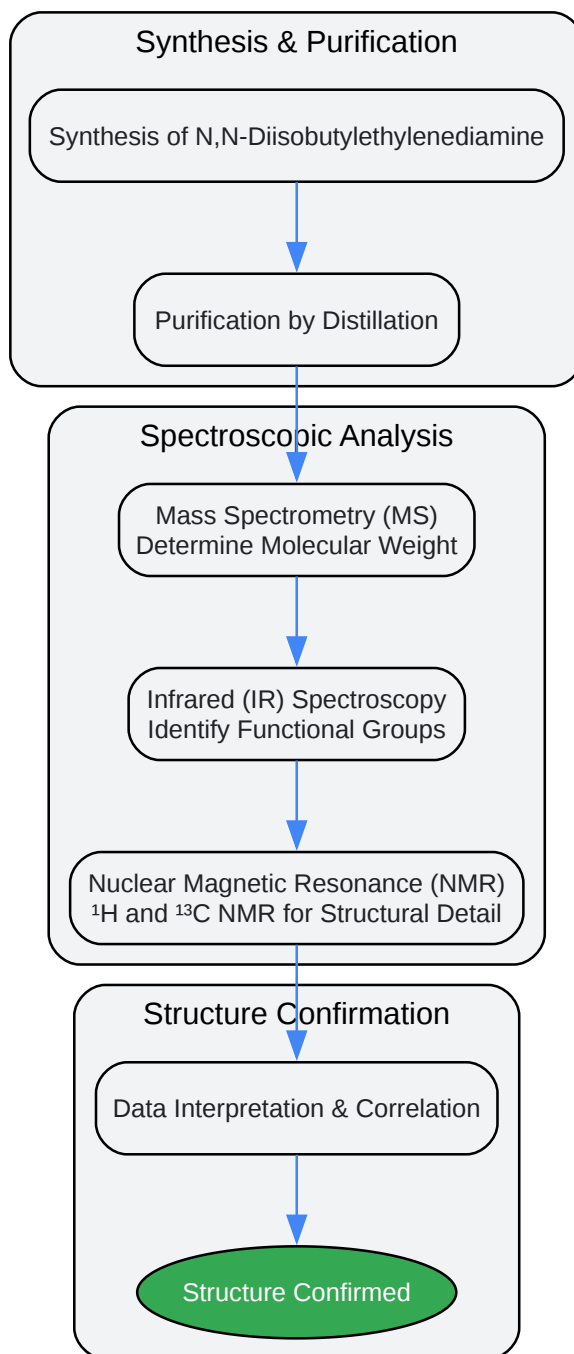 Synthesis & Purification
Synthesis of N,N-Diisobutylethylenediamine
Purification by Distillation
Spectroscopic Analysis
Mass Spectrometry (MS)
Determine Molecular Weight
Infrared (IR) Spectroscopy
Identify Functional Groups
Nuclear Magnetic Resonance (NMR)
¹H and ¹³C NMR for Structural Detail
Structure Confirmation
Data Interpretation & Correlation
Structure Confirmed